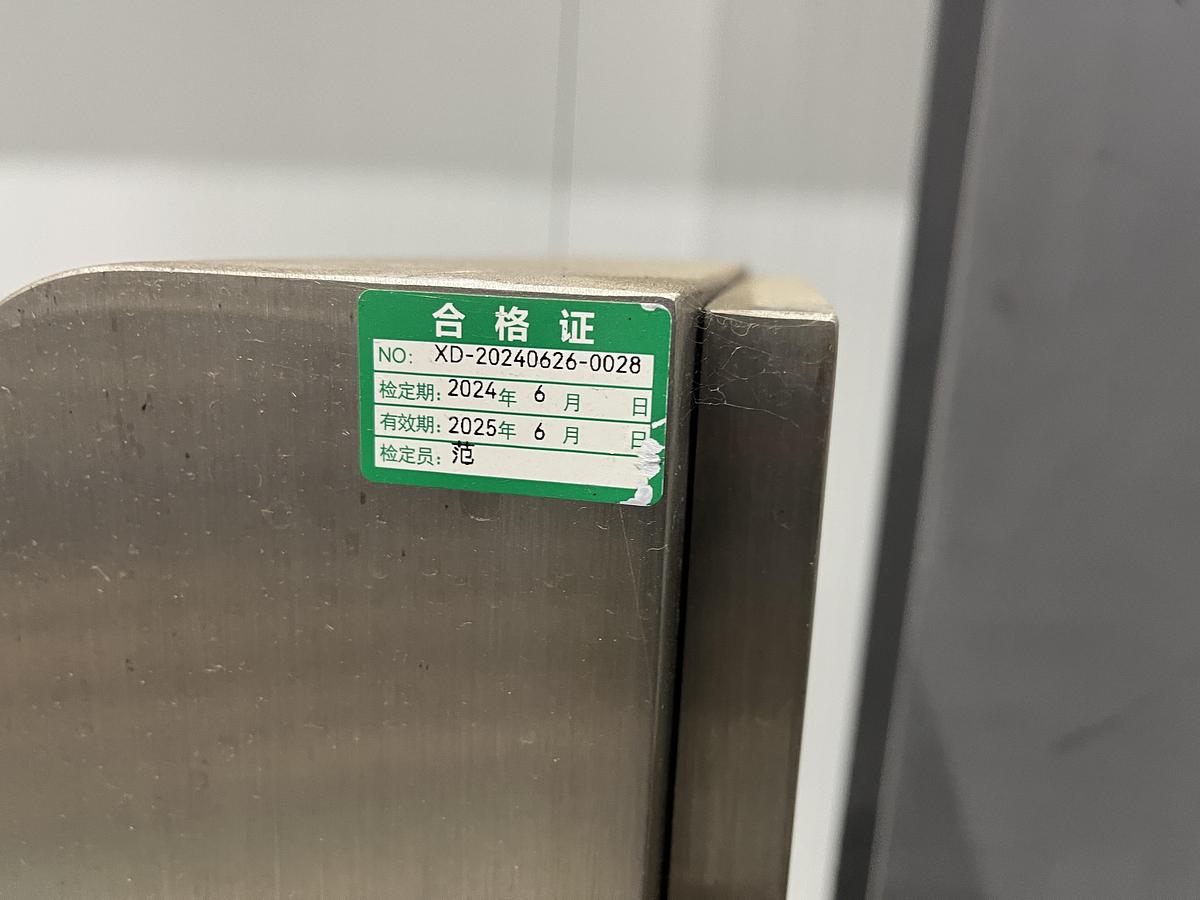 合格证
NO: XD-20240626-0028
检定期: 2024年 6 月 日
有效期: 2025年 6 月 日
检定员: 范